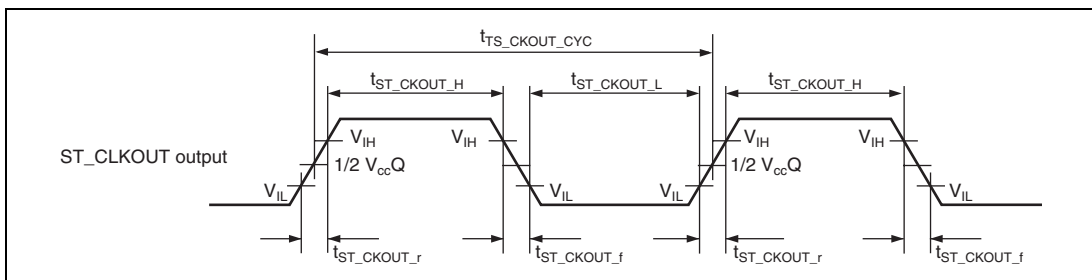 tTS_CKOUT_CYC
tST_CKOUT_H tST_CKOUT_L tST_CKOUT_H
ST_CLKOUT output
VIH VIH VIH VIH
1/2 VccQ 1/2 VccQ
VIL VIL VIL VIL
tST_CKOUT_r tST_CKOUT_f tST_CKOUT_r tST_CKOUT_f